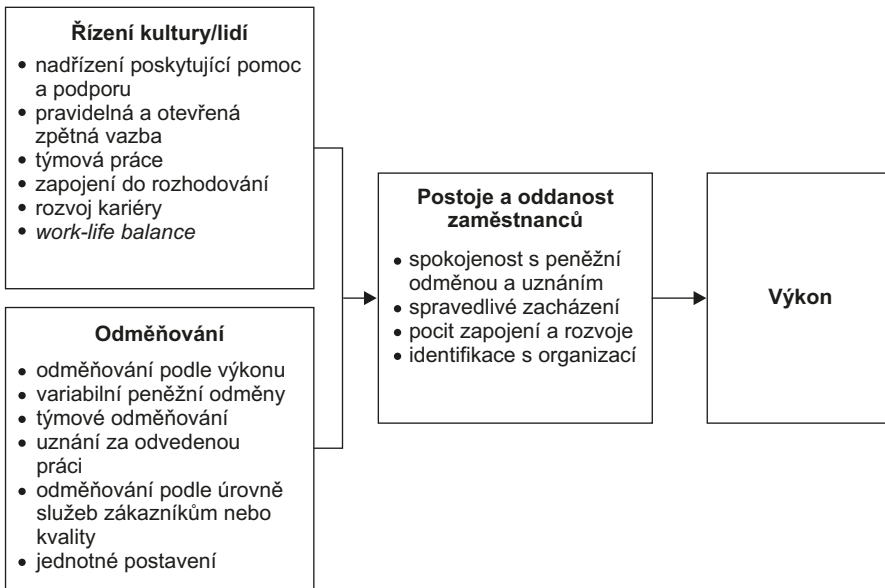 Řízení kultury/lidí
• nadřízení poskytující pomoc
a podporu
• pravidelná a otevřená
zpětná vazba
• týmová práce
• zapojení do rozhodování
• rozvoj kariéry
• work-life balance
Odměňování
• odměňování podle výkonu
• variabilní peněžní odměny
• týmové odměňování
• uznání za odvedenou
práci
• odměňování podle úrovně
služeb zákazníkům nebo
kvality
• jednotné postavení
Postoje a oddanost
zaměstnanců
• spokojenost s peněžní
odměnou a uznáním
• spravedlivé zacházení
• pocit zapojení a rozvoje
• identifikace s organizací
Výkon